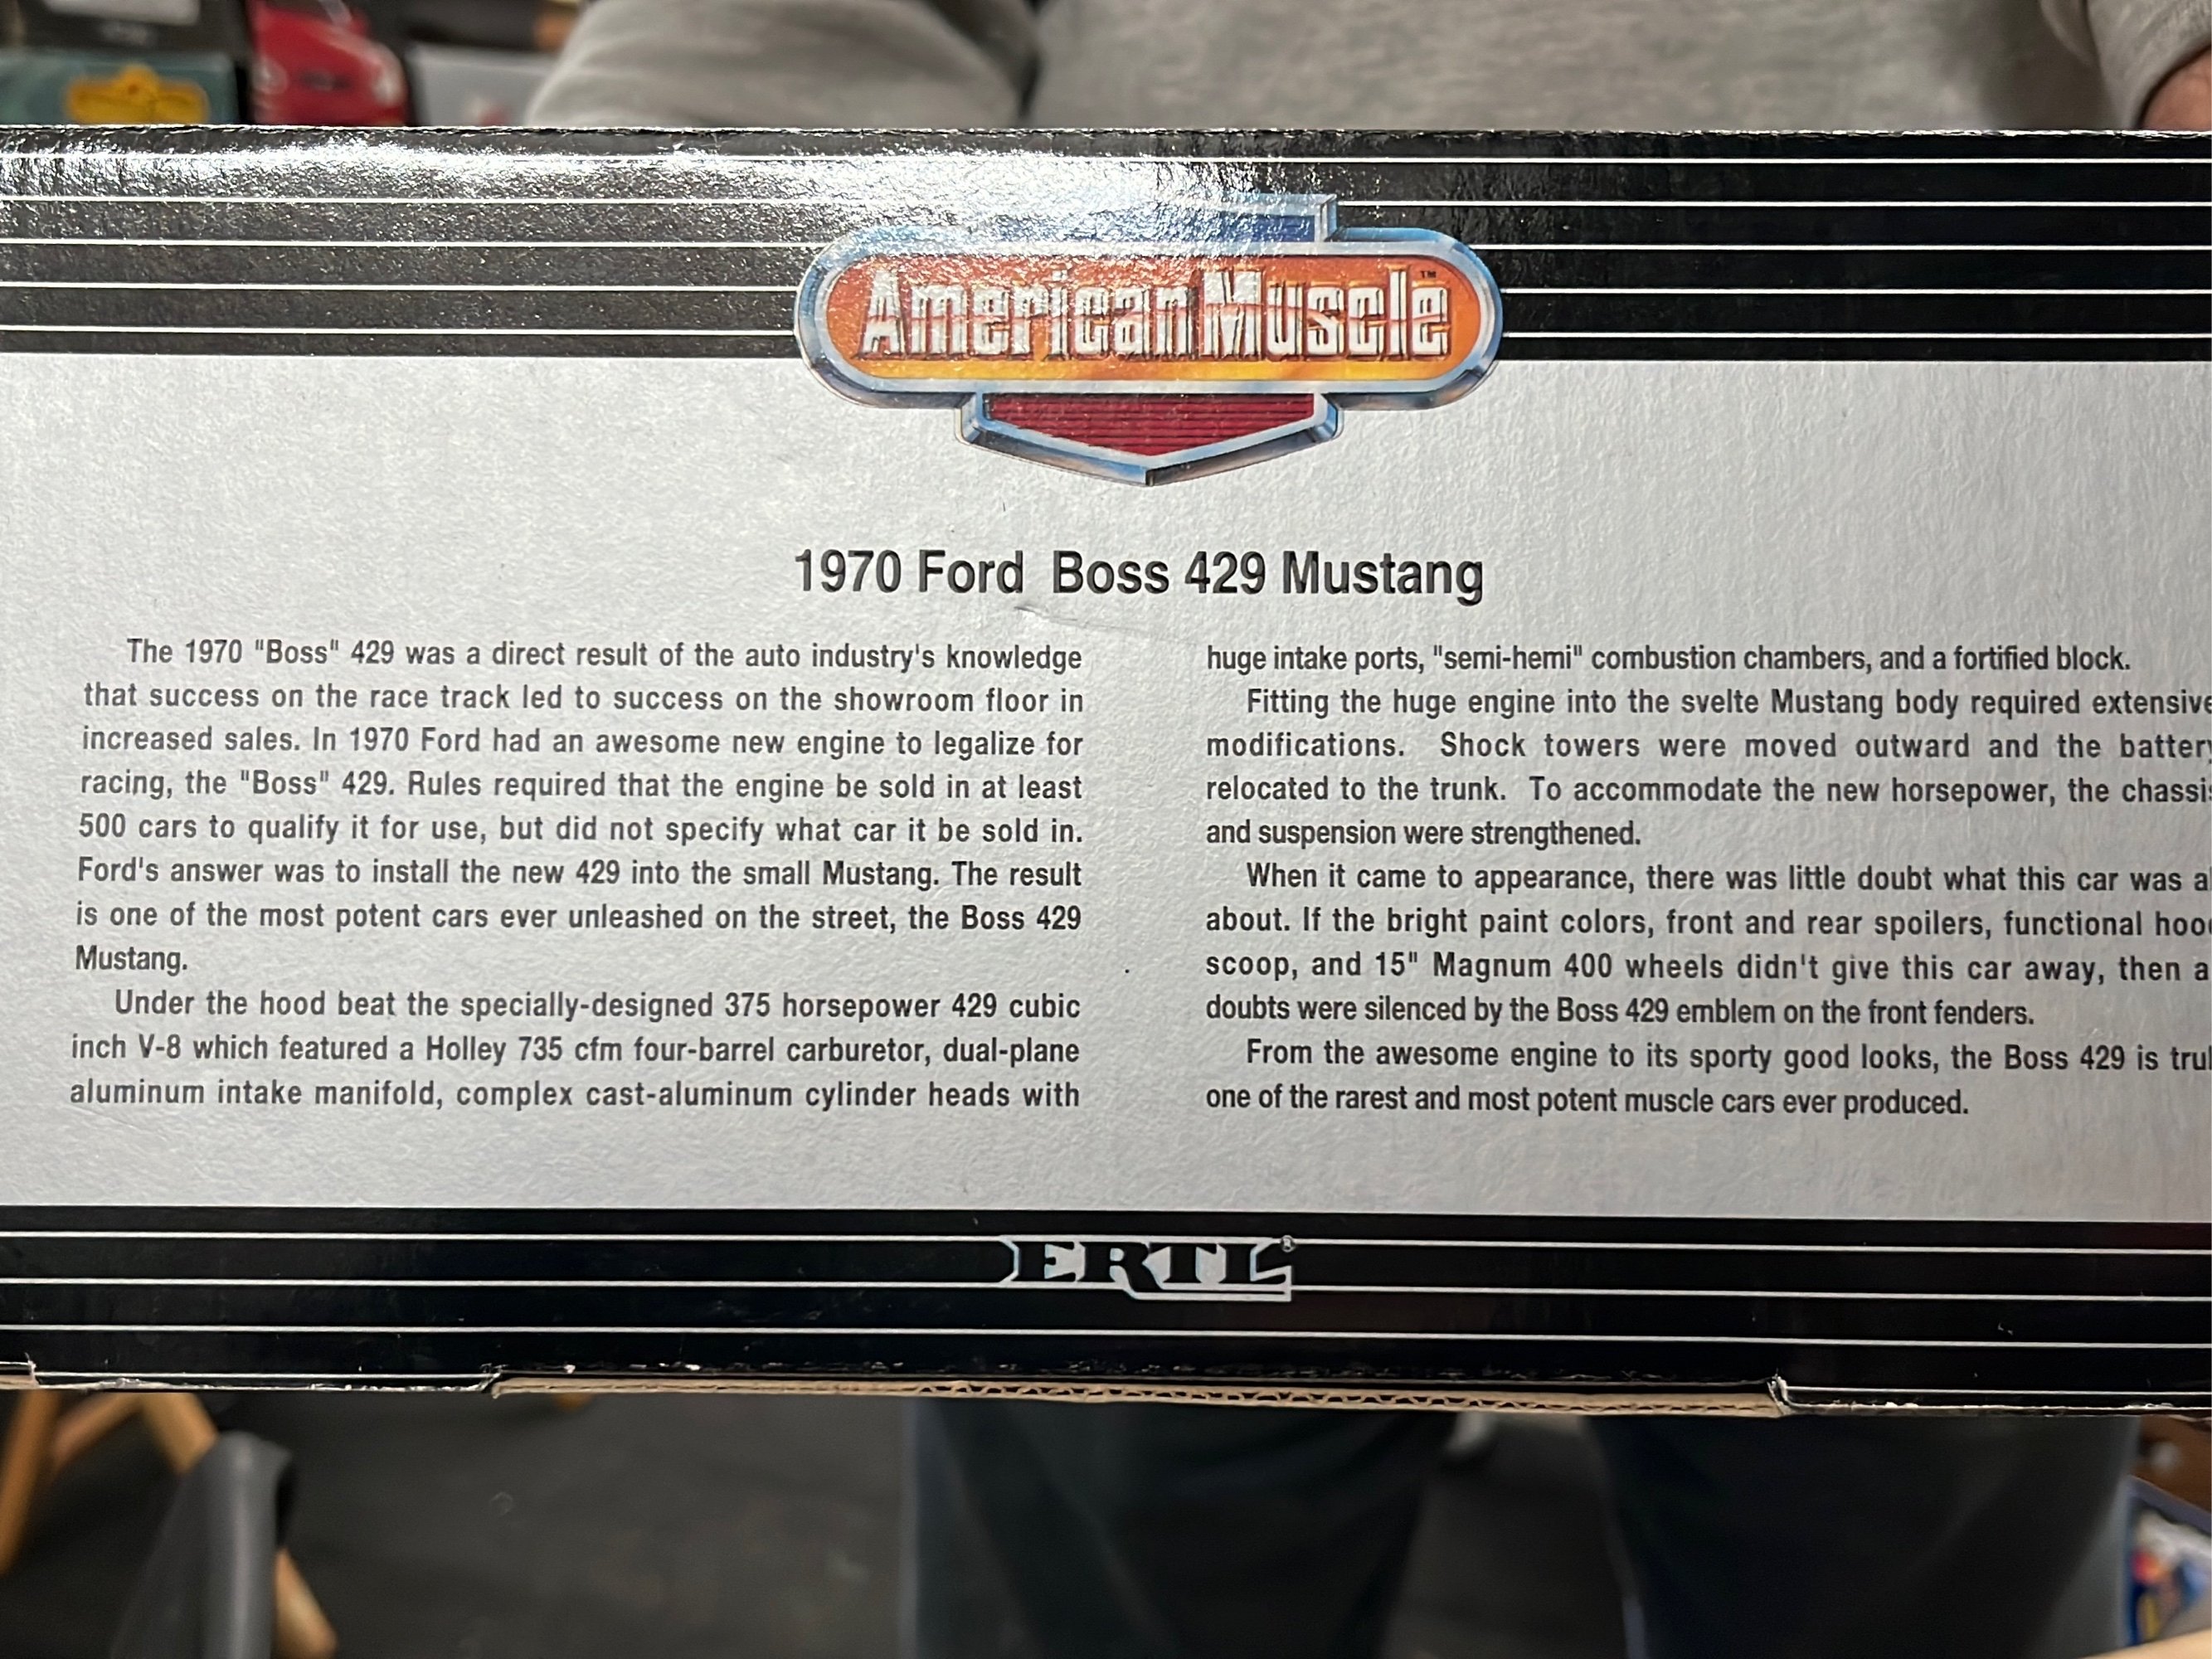 AmericanMuscle™
1970 Ford Boss 429 Mustang
The 1970 "Boss" 429 was a direct result of the auto industry's knowledge
that success on the race track led to success on the showroom floor in
increased sales. In 1970 Ford had an awesome new engine to legalize for
racing, the "Boss" 429. Rules required that the engine be sold in at least
500 cars to qualify it for use, but did not specify what car it be sold in.
Ford's answer was to install the new 429 into the small Mustang. The result
is one of the most potent cars ever unleashed on the street, the Boss 429
Mustang.
Under the hood beat the specially-designed 375 horsepower 429 cubic
inch V-8 which featured a Holley 735 cfm four-barrel carburetor, dual-plane
aluminum intake manifold, complex cast-aluminum cylinder heads with
huge intake ports, "semi-hemi" combustion chambers, and a fortified block.
Fitting the huge engine into the svelte Mustang body required extensive
modifications. Shock towers were moved outward and the battery
relocated to the trunk. To accommodate the new horsepower, the chassis
and suspension were strengthened.
When it came to appearance, there was little doubt what this car was
about. If the bright paint colors, front and rear spoilers, functional
scoop, and 15" Magnum 400 wheels didn't give this car away, then
doubts were silenced by the Boss 429 emblem on the front fenders.
From the awesome engine to its sporty good looks, the Boss 429 is
one of the rarest and most potent muscle cars ever produced.
ERTL®